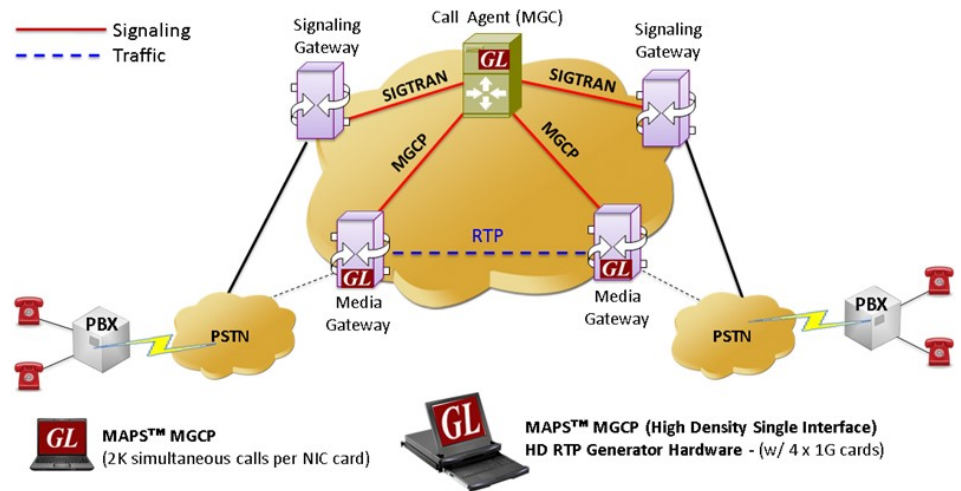 Signaling
Traffic
Signaling
Gateway
Call Agent (MGC)
Signaling
Gateway
GL
SIGTRAN
SIGTRAN
MGCP
MGCP
RTP
GL
GL
Media
Gateway
Media
Gateway
PBX
PSTN
PSTN
PBX
GL
MAPS™ MGCP
(2K simultaneous calls per NIC card)
GL
MAPS™ MGCP (High Density Single Interface)
HD RTP Generator Hardware - (w/ 4 x 1G cards)